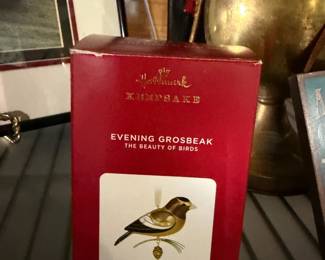 Hallmark
KEEPSAKE
EVENING GROSBEAK
THE BEAUTY OF BIRDS